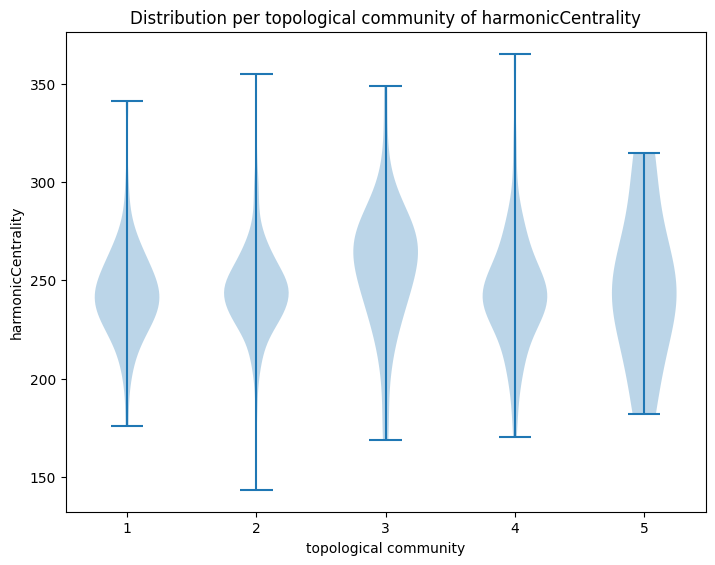 Distribution per topological community of harmonicCentrality
harmonicCentrality
350
300
250
200
150
1 2 3 4 5
topological community